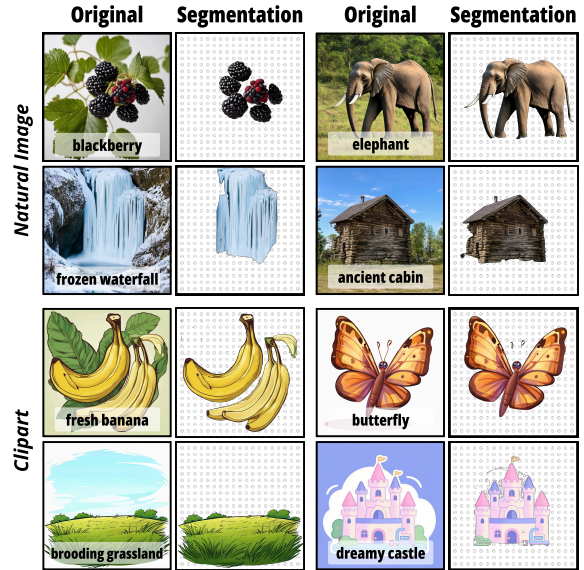 Original Segmentation Original Segmentation
Natural Image
blackberry
elephant
frozen waterfall
ancient cabin
Clipart
fresh banana
butterfly
brooding grassland
dreamy castle